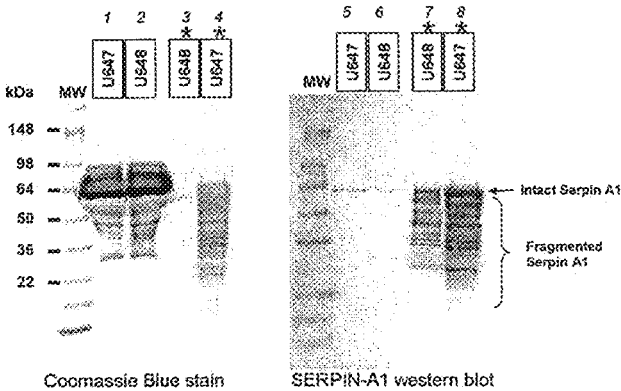 1 2 3 4
* *
U647 U648 U648 U647
kDa MW
148
98
64
50
36
22
Coomassie Blue stain
5 6 7 8
* *
U647 U648 U648 U647
MW
Intact Serpin A1
Fragmented
Serpin A1
SERPIN-A1 western blot